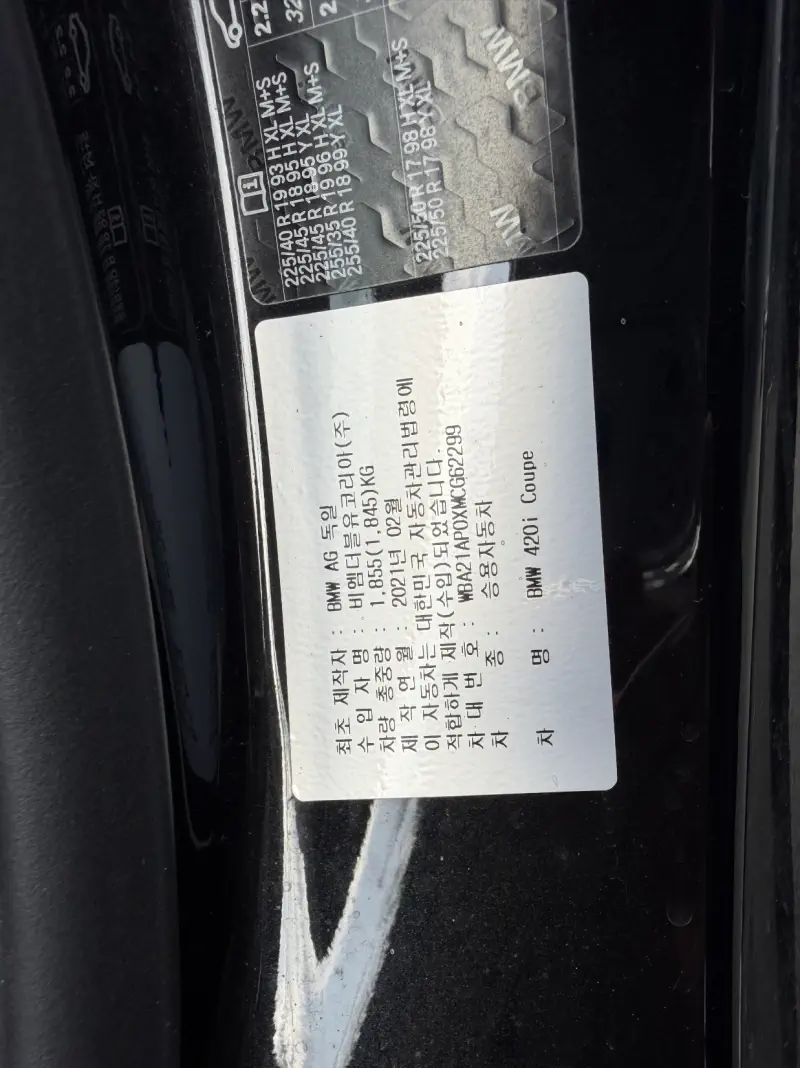 최초 제작자 : BMW AG 독일
수 입 자 명 : 비엠더블유코리아(주)
차량 총중량 : 1,855(1,845)KG
제 작 연 월 : 2021년 02월
이 자동차는 대한민국 자동차관리법령에
적합하게 제작(수입)되었습니다.
차 대 번 호 : WBA21AP0XMCG62299
차 종 : 승용자동차
차 명 : BMW 420i Coupe
225/40 R 19 93 H XL M+S
225/45 R 18 95 H XL M+S
225/45 R 18 95 Y XL
255/35 R 19 96 H XL M+S
255/40 R 18 99 Y XL
225/50 R 17 98 H XL M+S
225/50 R 17 98 Y XL
BMW
BMW